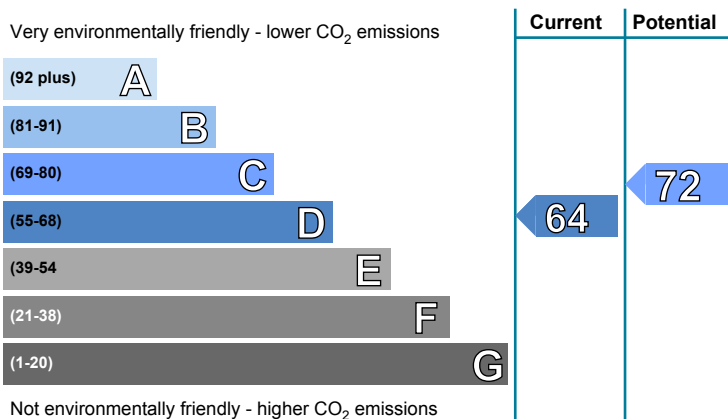 Current Potential
Very environmentally friendly - lower CO2 emissions
(92 plus) A
(81-91) B
(69-80) C
72
(55-68) D
64
(39-54 E
(21-38) F
(1-20) G
Not environmentally friendly - higher CO2 emissions